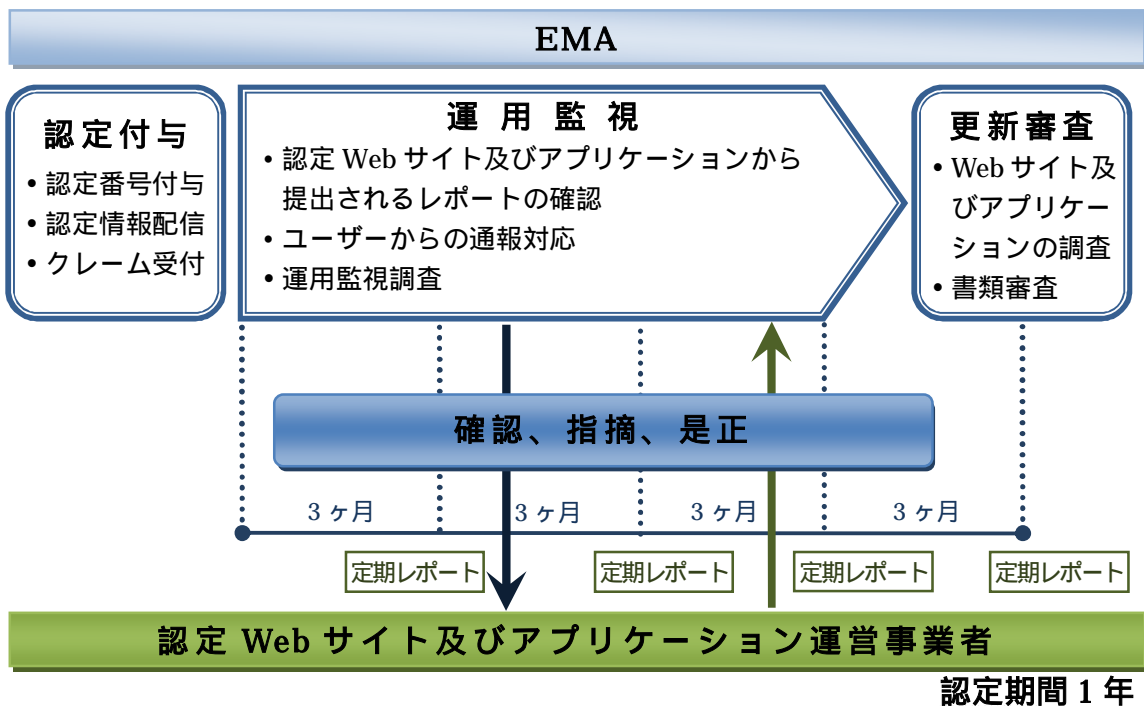 EMA
認定付与
• 認定番号付与
• 認定情報配信
• クレーム受付
運用監視
• 認定 Web サイト及びアプリケーションから
提出されるレポートの確認
• ユーザーからの通報対応
• 運用監視調査
更新審査
• Web サイト及
びアプリケー
ションの調査
• 書類審査
確認、指摘、是正
3 ヶ月
3 ヶ月
3 ヶ月
3 ヶ月
定期レポート
定期レポート
定期レポート
定期レポート
認定 Web サイト及びアプリケーション運営事業者
認定期間 1 年